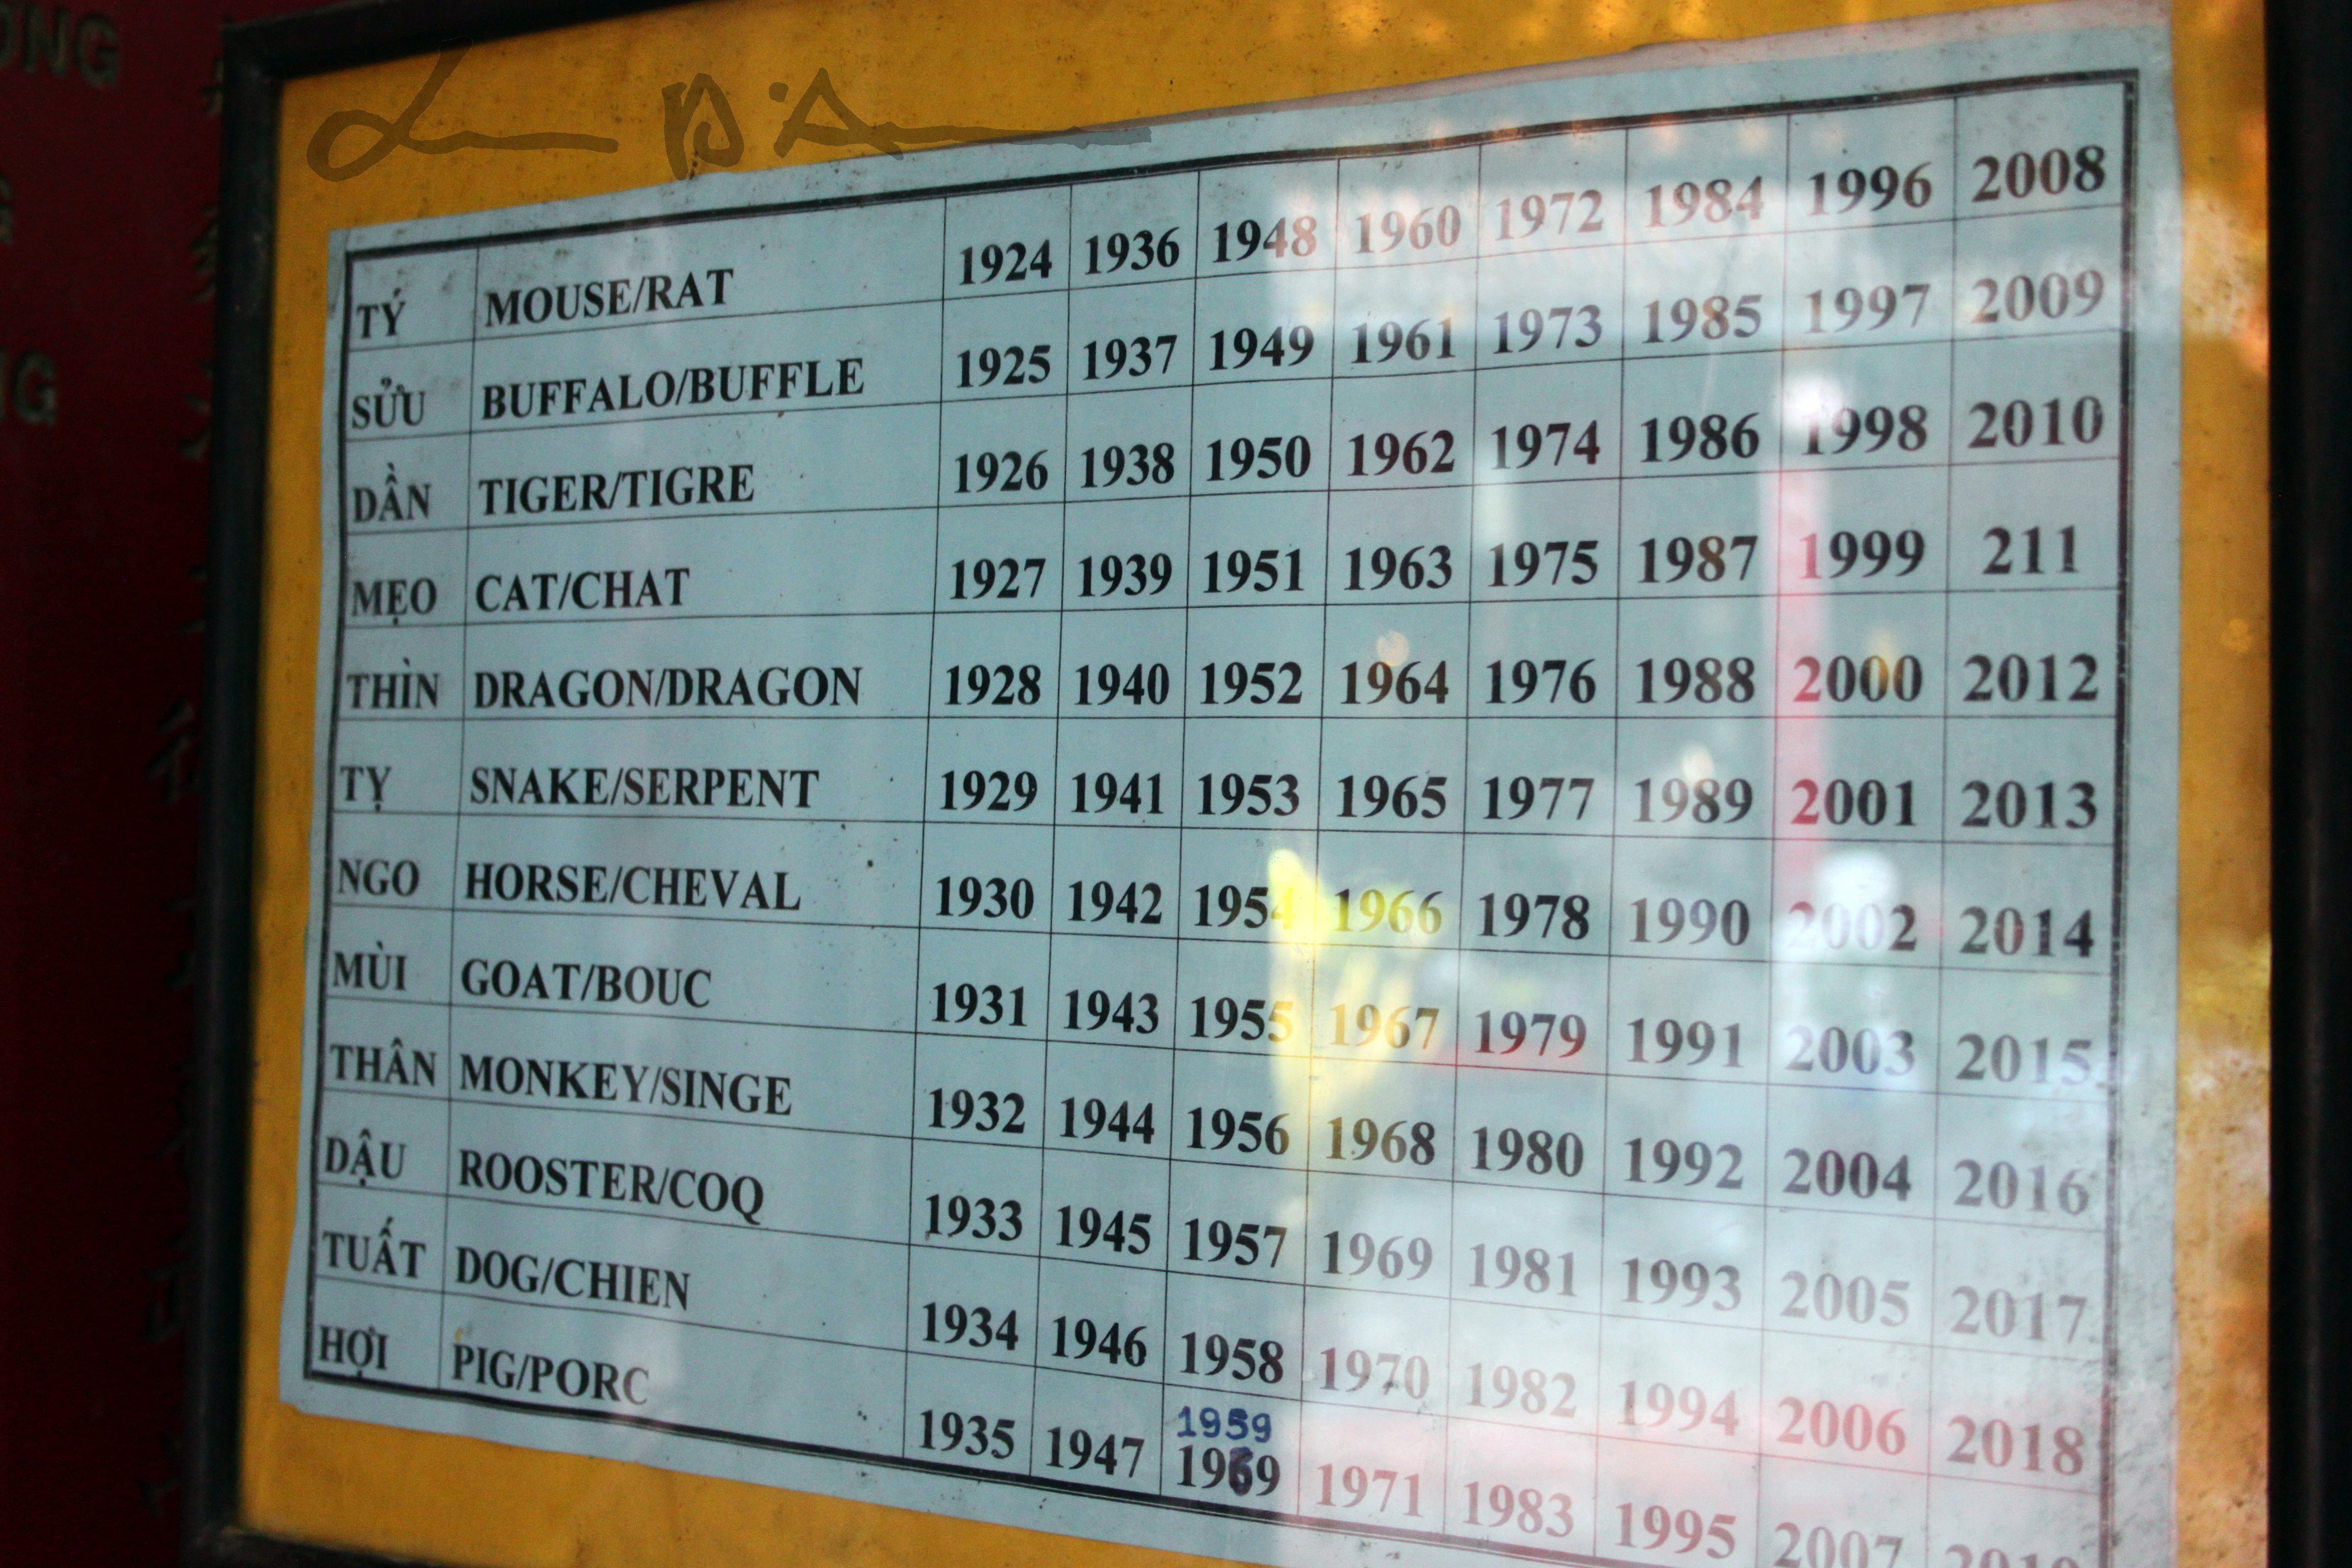 TÝ MOUSE/RAT 1924 1936 1948 1960 1972 1984 1996 2008
SỬU BUFFALO/BUFFLE 1925 1937 1949 1961 1973 1985 1997 2009
DẦN TIGER/TIGRE 1926 1938 1950 1962 1974 1986 1998 2010
MẸO CAT/CHAT 1927 1939 1951 1963 1975 1987 1999 211
THÌN DRAGON/DRAGON 1928 1940 1952 1964 1976 1988 2000 2012
TỴ SNAKE/SERPENT 1929 1941 1953 1965 1977 1989 2001 2013
NGO HORSE/CHEVAL 1930 1942 1954 1966 1978 1990 2002 2014
MÙI GOAT/BOUC 1931 1943 1955 1967 1979 1991 2003 2015
THÂN MONKEY/SINGE 1932 1944 1956 1968 1980 1992 2004 2016
DẬU ROOSTER/COQ 1933 1945 1957 1969 1981 1993 2005 2017
TUẤT DOG/CHIEN 1934 1946 1958 1970 1982 1994 2006 2018
1959
HỢI PIG/PORC 1935 1947 1969 1971 1983 1995 2007